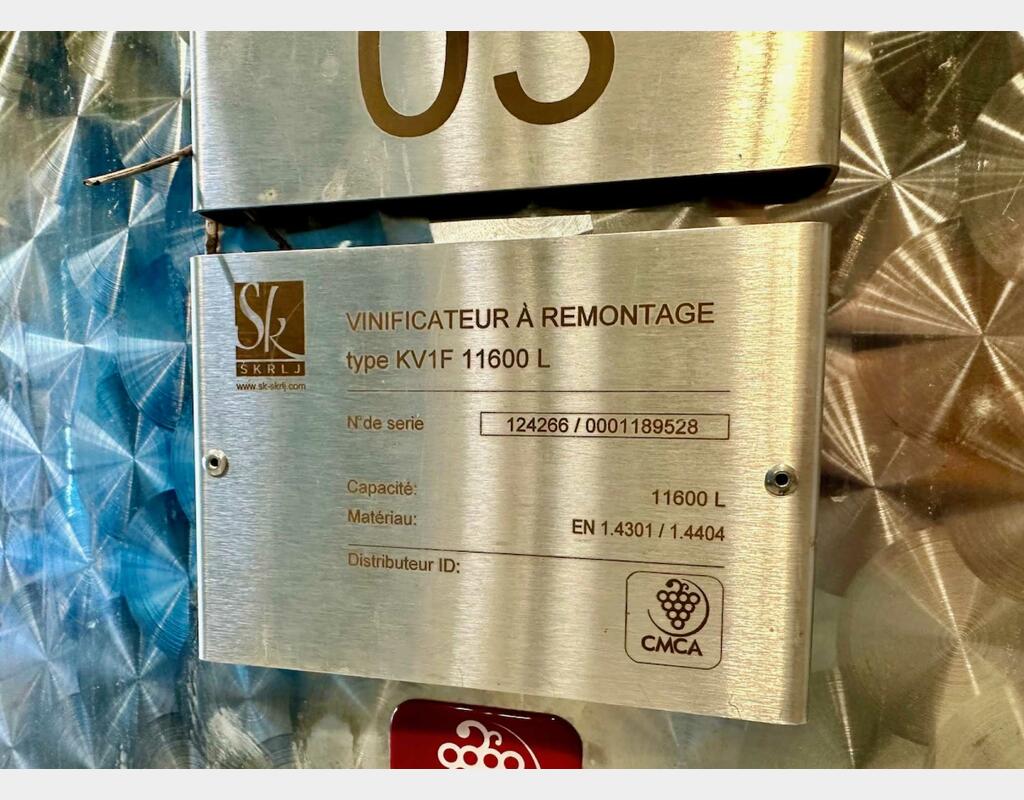 03
Sk
ŠKRLJ
www.sk-skrlj.com
VINIFICATEUR À REMONTAGE
type KV1F 11600 L
N°de serie
124266 / 0001189528
Capacité:
11600 L
Matériau:
EN 1.4301 / 1.4404
Distributeur ID:
CMCA